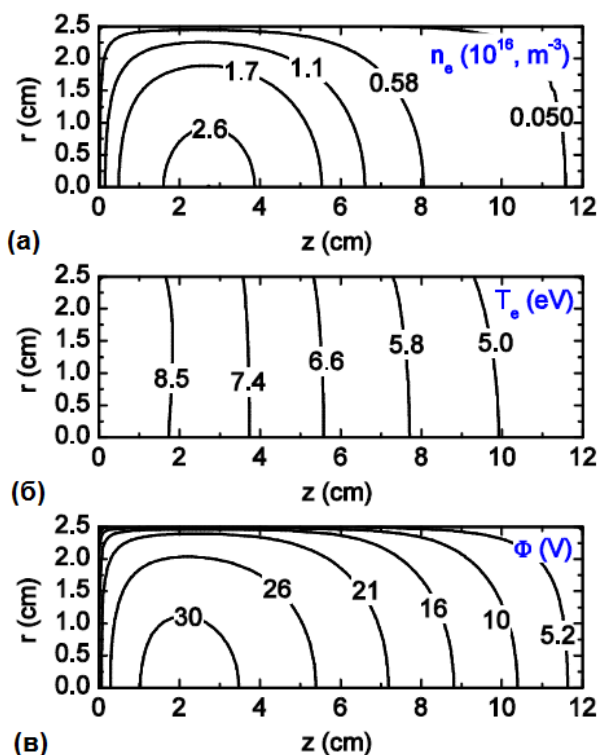 2.5
2.0
1.5
1.0
0.5
0.0
r (cm)
nₑ (10¹⁶, m⁻³)
1.7
1.1
0.58
0.050
2.6
0 2 4 6 8 10 12
(а)
z (cm)
2.5
2.0
1.5
1.0
0.5
0.0
r (cm)
Tₑ (eV)
8.5
7.4
6.6
5.8
5.0
0 2 4 6 8 10 12
(б)
z (cm)
2.5
2.0
1.5
1.0
0.5
0.0
r (cm)
Φ (V)
30
26
21
16
10
5.2
0 2 4 6 8 10 12
(в)
z (cm)